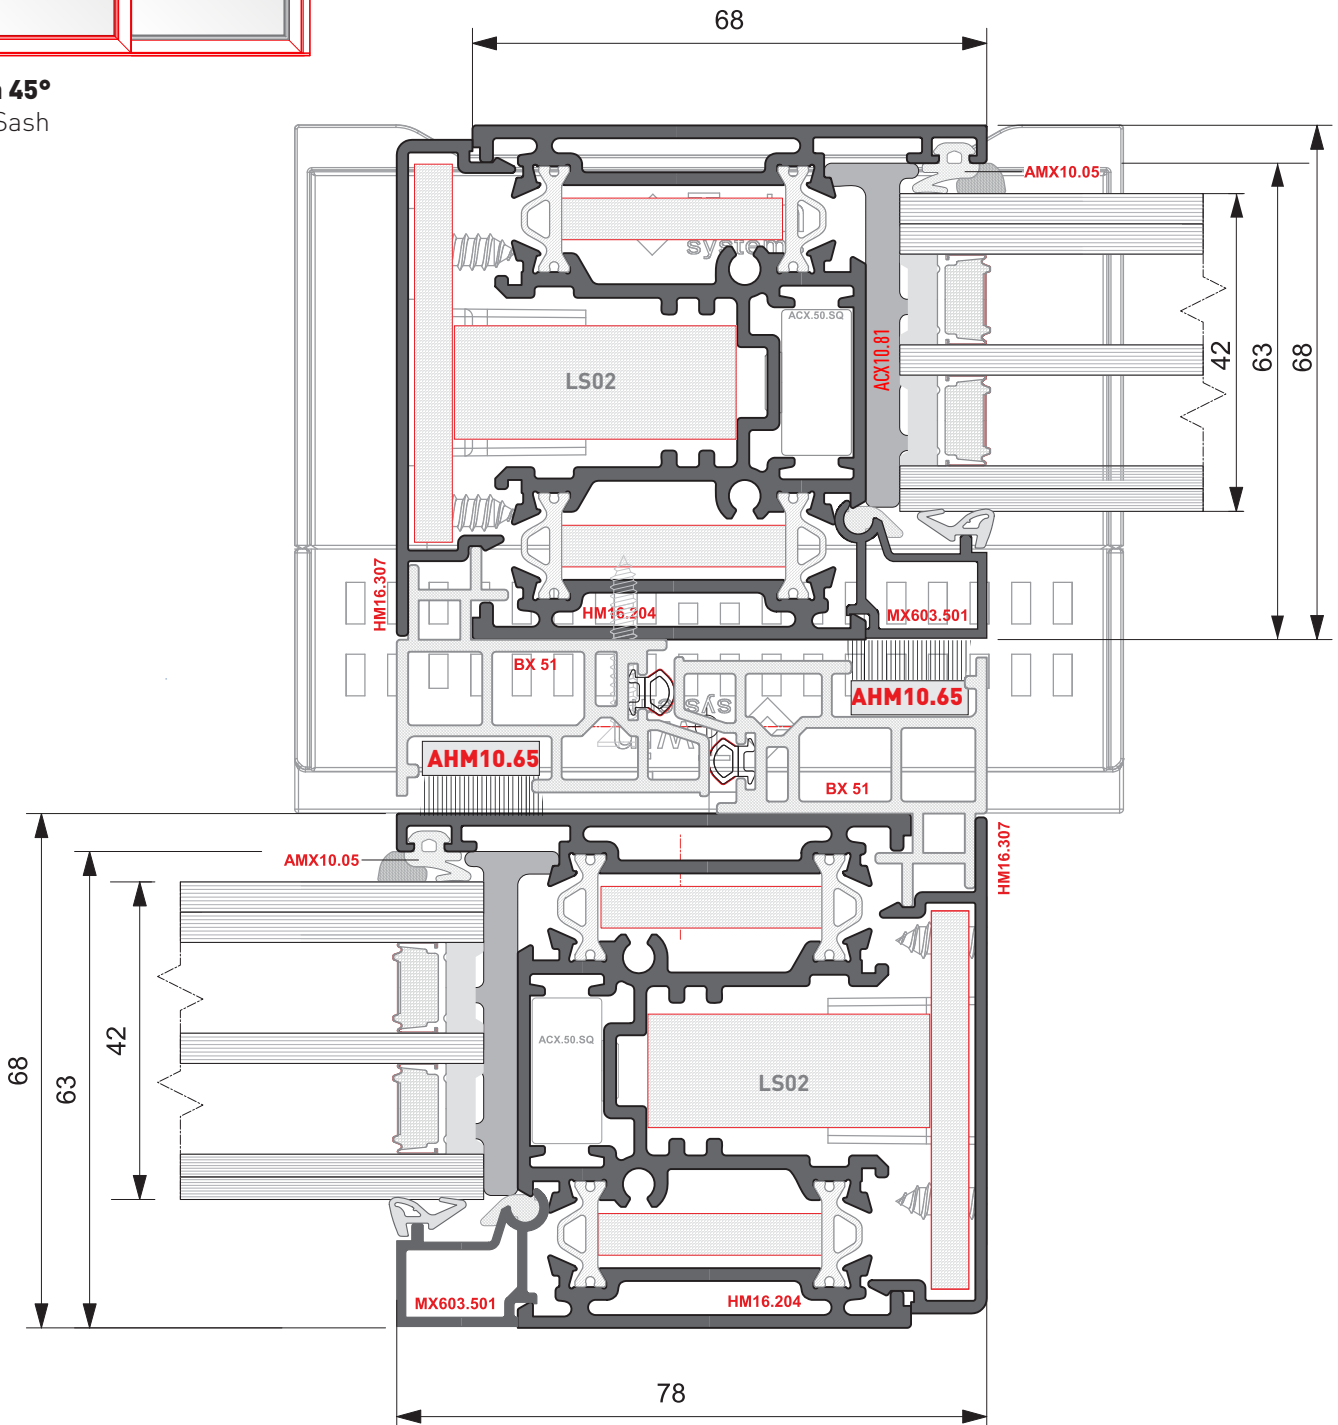 68
45°
Sash
AMX10.05
system
ACX.50.SQ
ACX10.81
42
63
68
LS02
HM16.307
HM16.204
MX603.501
BX 51
AHM10.65
AHM10.65
BX 51
AMX10.05
HM16.307
42
63
68
ACX.50.SQ
LS02
MX603.501
HM16.204
78